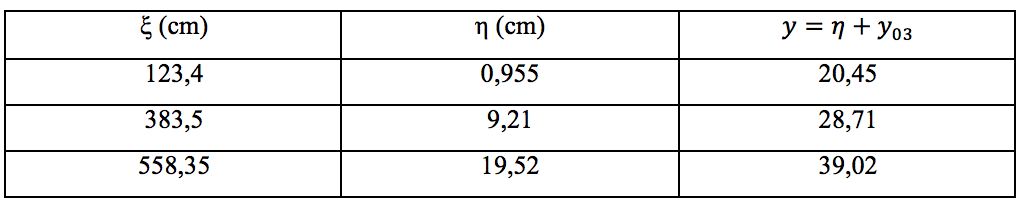 ξ (cm) η (cm) y = η + y₀₃
123,4 0,955 20,45
383,5 9,21 28,71
558,35 19,52 39,02